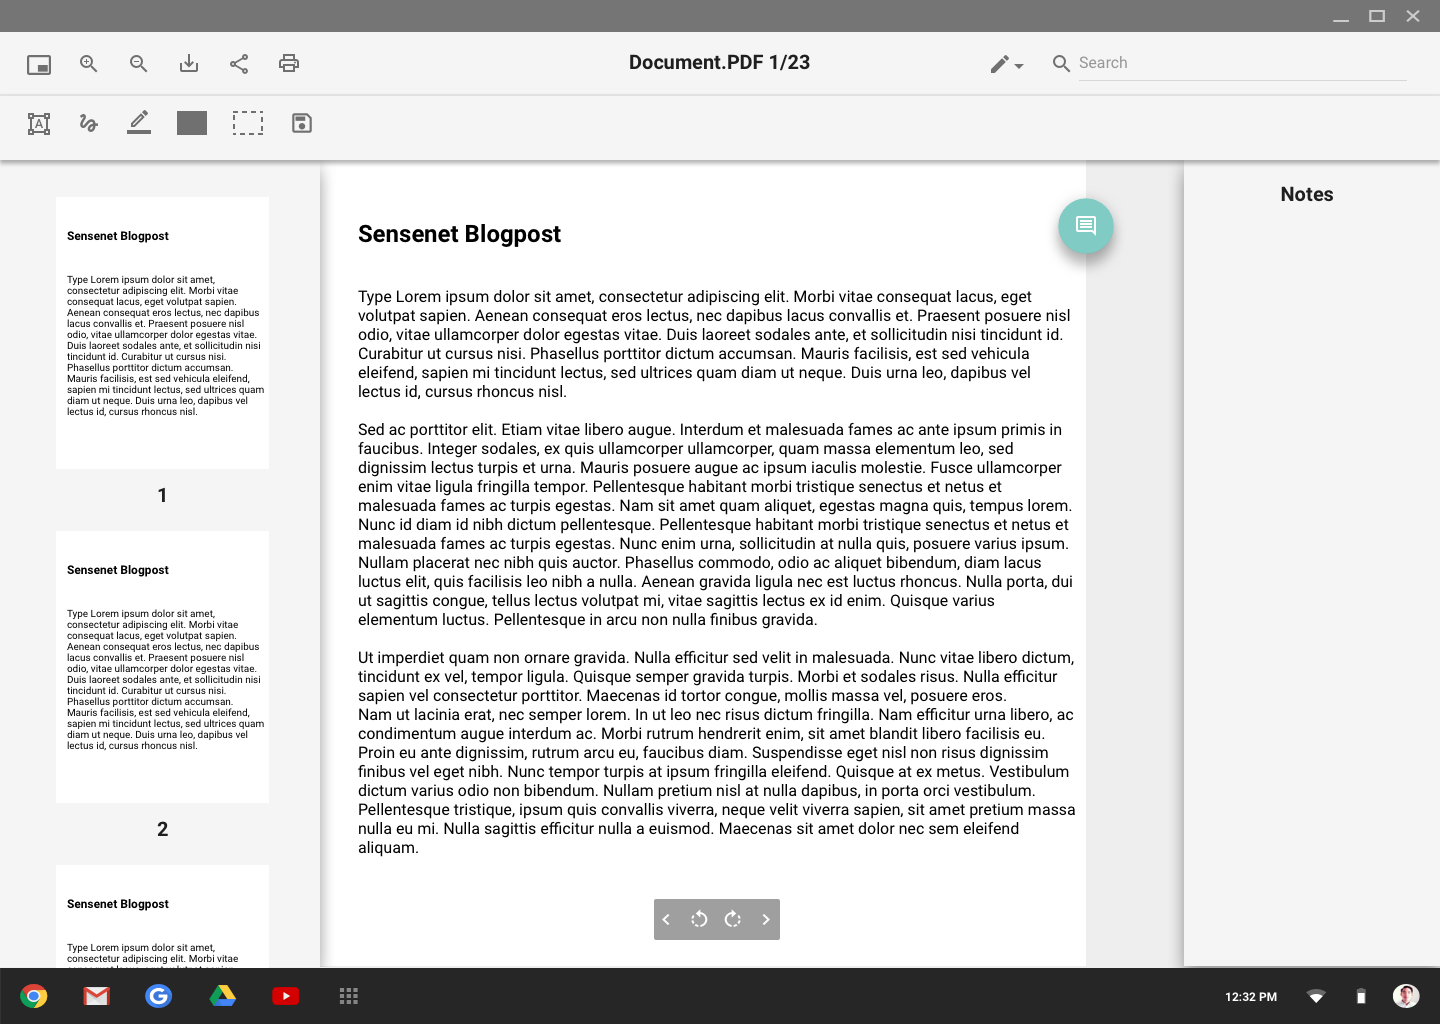 Document.PDF 1/23
Search
A
Notes
Sensenet Blogpost
Type Lorem ipsum dolor sit amet,
consectetur adipiscing elit. Morbi vitae
consequat lacus, eget volutpat sapien.
Aenean consequat eros lectus, nec dapibus
lacus convallis et. Praesent posuere nisl
odio, vitae ullamcorper dolor egestas vitae.
Duis laoreet sodales ante, et sollicitudin nisi
tincidunt id. Curabitur ut cursus nisi.
Phasellus porttitor dictum accumsan.
Mauris facilisis, est sed vehicula eleifend,
sapien mi tincidunt lectus, sed ultrices quam
diam ut neque. Duis urna leo, dapibus vel
lectus id, cursus rhoncus nisl.
1
Sensenet Blogpost
Type Lorem ipsum dolor sit amet,
consectetur adipiscing elit. Morbi vitae
consequat lacus, eget volutpat sapien.
Aenean consequat eros lectus, nec dapibus
lacus convallis et. Praesent posuere nisl
odio, vitae ullamcorper dolor egestas vitae.
Duis laoreet sodales ante, et sollicitudin nisi
tincidunt id. Curabitur ut cursus nisi.
Phasellus porttitor dictum accumsan.
Mauris facilisis, est sed vehicula eleifend,
sapien mi tincidunt lectus, sed ultrices quam
diam ut neque. Duis urna leo, dapibus vel
lectus id, cursus rhoncus nisl.
2
Sensenet Blogpost
Type Lorem ipsum dolor sit amet,
consectetur adipiscing elit. Morbi vitae
Sensenet Blogpost
Type Lorem ipsum dolor sit amet, consectetur adipiscing elit. Morbi vitae consequat lacus, eget
volutpat sapien. Aenean consequat eros lectus, nec dapibus lacus convallis et. Praesent posuere nisl
odio, vitae ullamcorper dolor egestas vitae. Duis laoreet sodales ante, et sollicitudin nisi tincidunt id.
Curabitur ut cursus nisi. Phasellus porttitor dictum accumsan. Mauris facilisis, est sed vehicula
eleifend, sapien mi tincidunt lectus, sed ultrices quam diam ut neque. Duis urna leo, dapibus vel
lectus id, cursus rhoncus nisl.
Sed ac porttitor elit. Etiam vitae libero augue. Interdum et malesuada fames ac ante ipsum primis in
faucibus. Integer sodales, ex quis ullamcorper ullamcorper, quam massa elementum leo, sed
dignissim lectus turpis et urna. Mauris posuere augue ac ipsum iaculis molestie. Fusce ullamcorper
enim vitae ligula fringilla tempor. Pellentesque habitant morbi tristique senectus et netus et
malesuada fames ac turpis egestas. Nam sit amet quam aliquet, egestas magna quis, tempus lorem.
Nunc id diam id nibh dictum pellentesque. Pellentesque habitant morbi tristique senectus et netus et
malesuada fames ac turpis egestas. Nunc enim urna, sollicitudin at nulla quis, posuere varius ipsum.
Nullam placerat nec nibh quis auctor. Phasellus commodo, odio ac aliquet bibendum, diam lacus
luctus elit, quis facilisis leo nibh a nulla. Aenean gravida ligula nec est luctus rhoncus. Nulla porta, dui
ut sagittis congue, tellus lectus volutpat mi, vitae sagittis lectus ex id enim. Quisque varius
elementum luctus. Pellentesque in arcu non nulla finibus gravida.
Ut imperdiet quam non ornare gravida. Nulla efficitur sed velit in malesuada. Nunc vitae libero dictum,
tincidunt ex vel, tempor ligula. Quisque semper gravida turpis. Morbi et sodales risus. Nulla efficitur
sapien vel consectetur porttitor. Maecenas id tortor congue, mollis massa vel, posuere eros.
Nam ut lacinia erat, nec semper lorem. In ut leo nec risus dictum fringilla. Nam efficitur urna libero, ac
condimentum augue interdum ac. Morbi rutrum hendrerit enim, sit amet blandit libero facilisis eu.
Proin eu ante dignissim, rutrum arcu eu, faucibus diam. Suspendisse eget nisl non risus dignissim
finibus vel eget nibh. Nunc tempor turpis at ipsum fringilla eleifend. Quisque at ex metus. Vestibulum
dictum varius odio non bibendum. Nullam pretium nisl at nulla dapibus, in porta orci vestibulum.
Pellentesque tristique, ipsum quis convallis viverra, neque velit viverra sapien, sit amet pretium massa
nulla eu mi. Nulla sagittis efficitur nulla a euismod. Maecenas sit amet dolor nec sem eleifend
aliquam.
12:32 PM